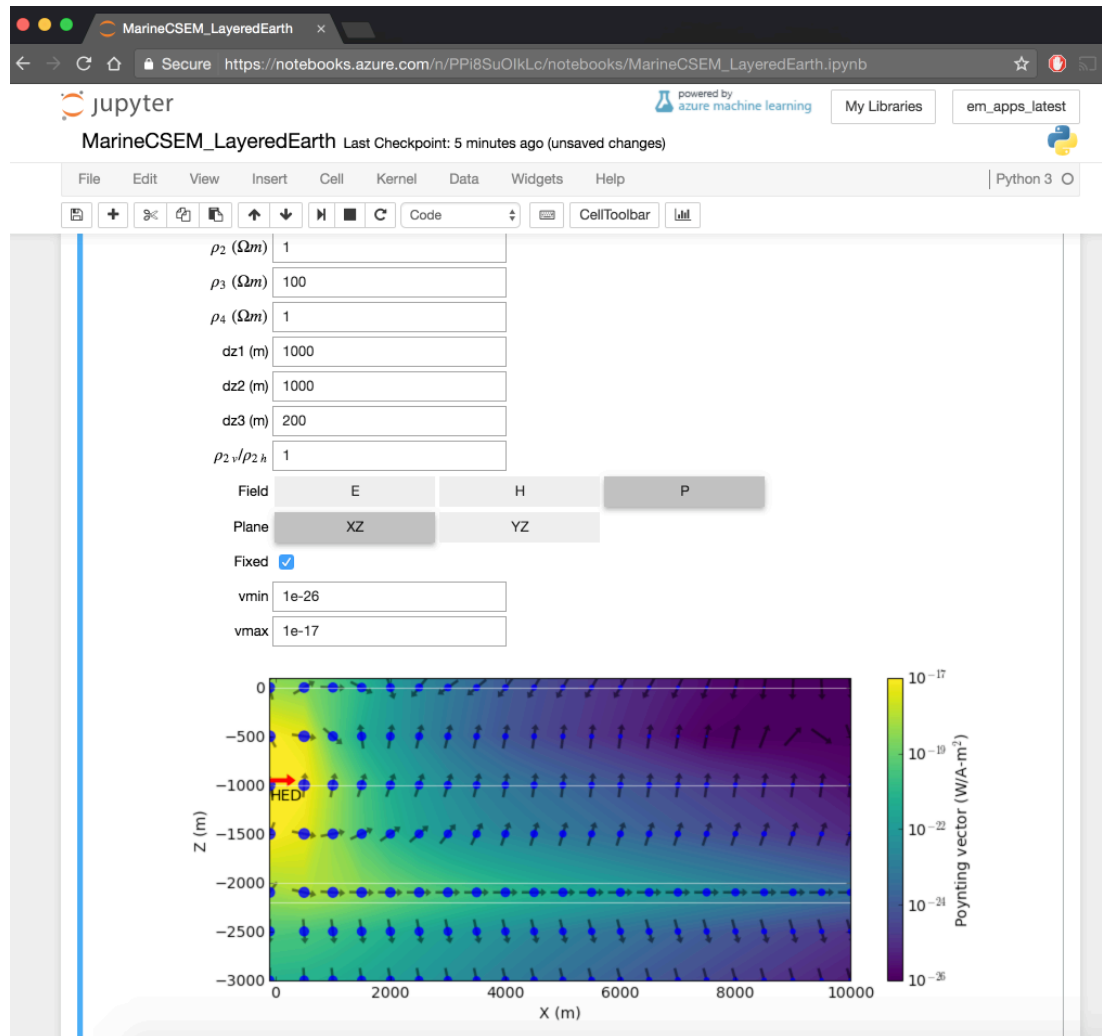 MarineCSEM_LayeredEarth ×
Secure https://notebooks.azure.com/n/PPi8SuOIkLc/notebooks/MarineCSEM_LayeredEarth.ipynb
jupyter powered by azure machine learning My Libraries em_apps_latest
MarineCSEM_LayeredEarth Last Checkpoint: 5 minutes ago (unsaved changes)
File Edit View Insert Cell Kernel Data Widgets Help Python 3
Code CellToolbar
ρ₂ (Ωm) 1
ρ₃ (Ωm) 100
ρ₄ (Ωm) 1
dz1 (m) 1000
dz2 (m) 1000
dz3 (m) 200
ρ₂ᵥ/ρ₂ₕ 1
Field E H P
Plane XZ YZ
Fixed
vmin 1e-26
vmax 1e-17
0
−500
−1000
−1500
−2000
−2500
−3000
Z (m)
HED
0 2000 4000 6000 8000 10000
X (m)
10⁻¹⁷
10⁻¹⁹
10⁻²²
10⁻²⁴
10⁻²⁶
Poynting vector (W/A-m²)